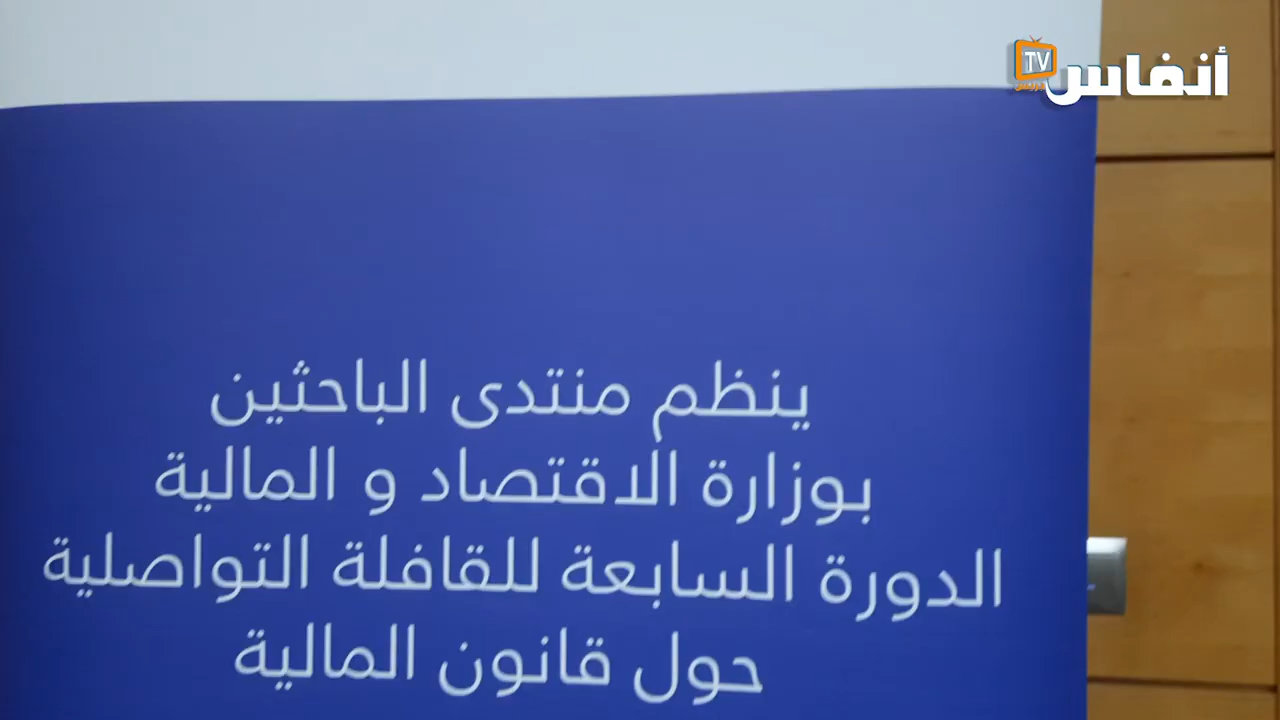 أنفاس
TV
ينظم منتدى الباحثين
بوزارة الاقتصاد و المالية
الدورة السابعة للقافلة التواصلية
حول قانون المالية